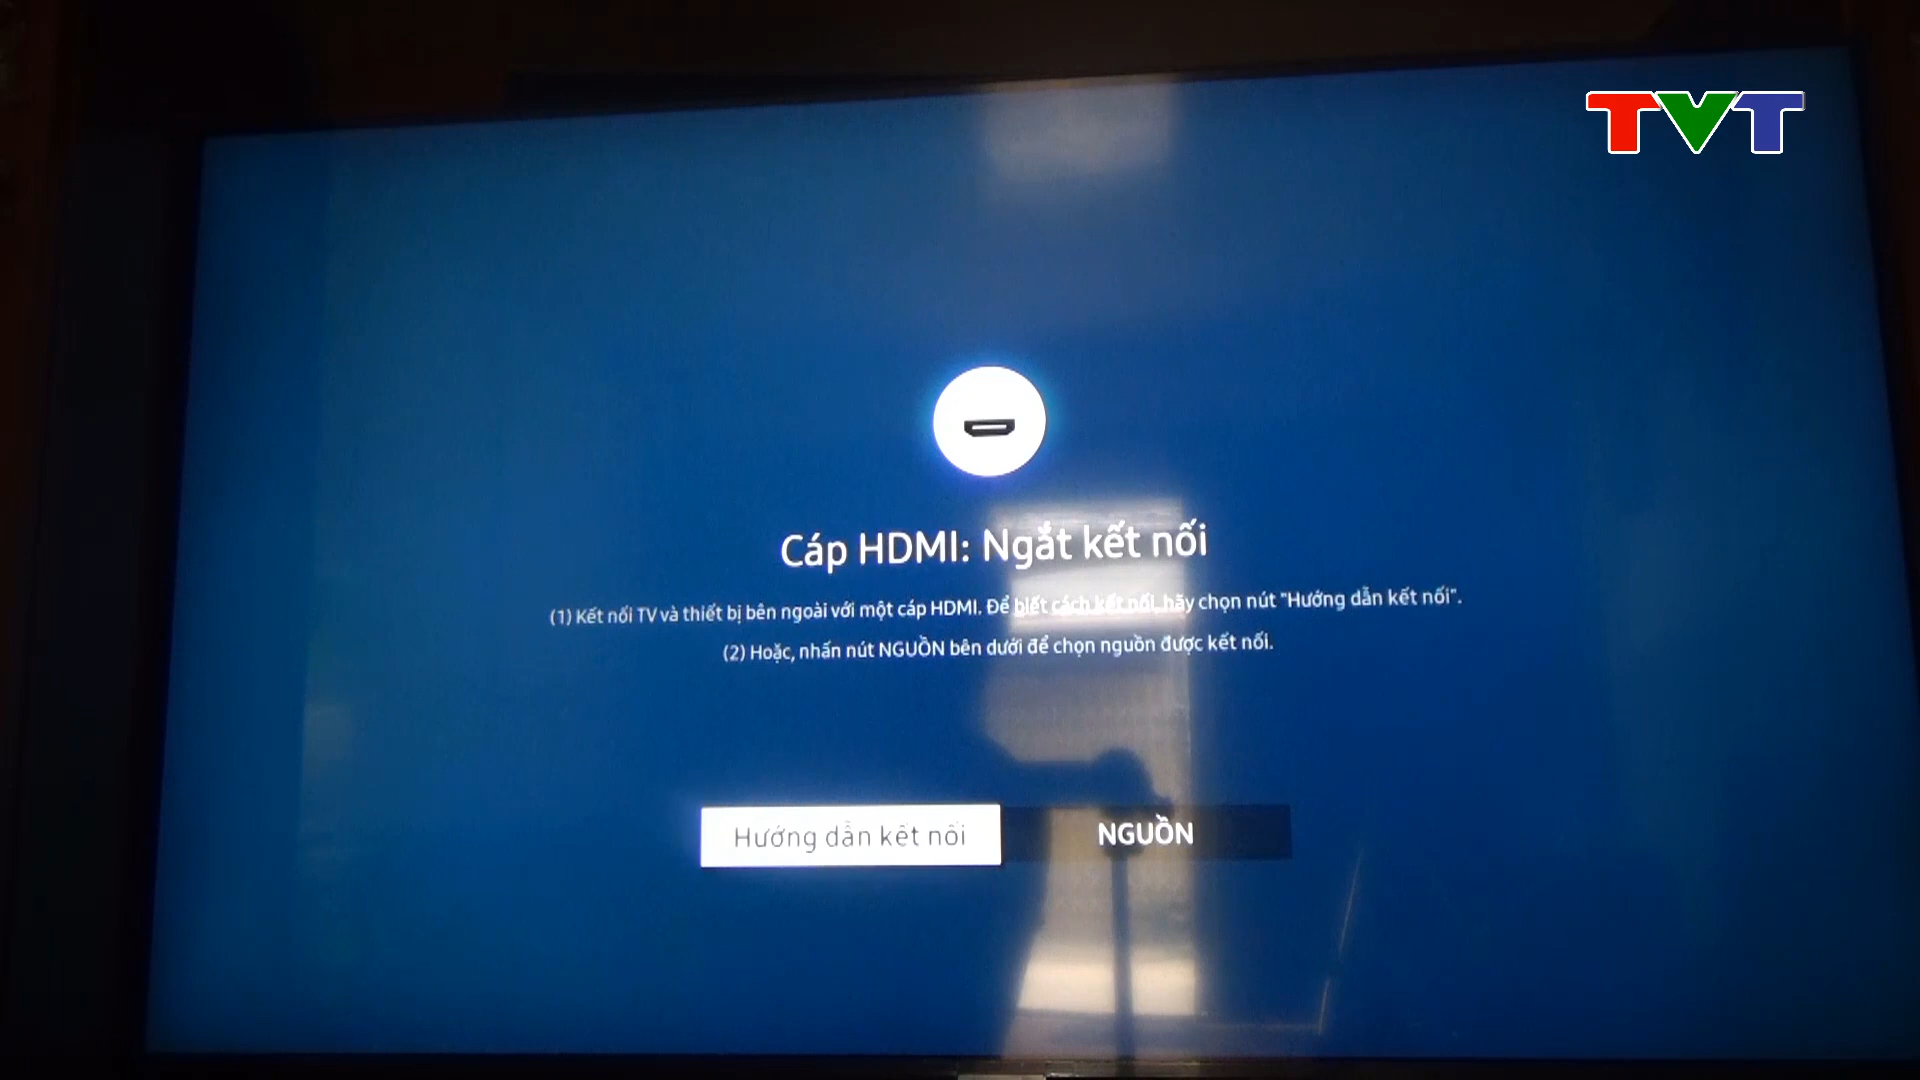 TVT
Cáp HDMI: Ngắt kết nối
(1) Kết nối TV và thiết bị bên ngoài với một cáp HDMI. Để biết cách kết nối, hãy chọn nút "Hướng dẫn kết nối".
(2) Hoặc, nhấn nút NGUỒN bên dưới để chọn nguồn được kết nối.
Hướng dẫn kết nối
NGUỒN